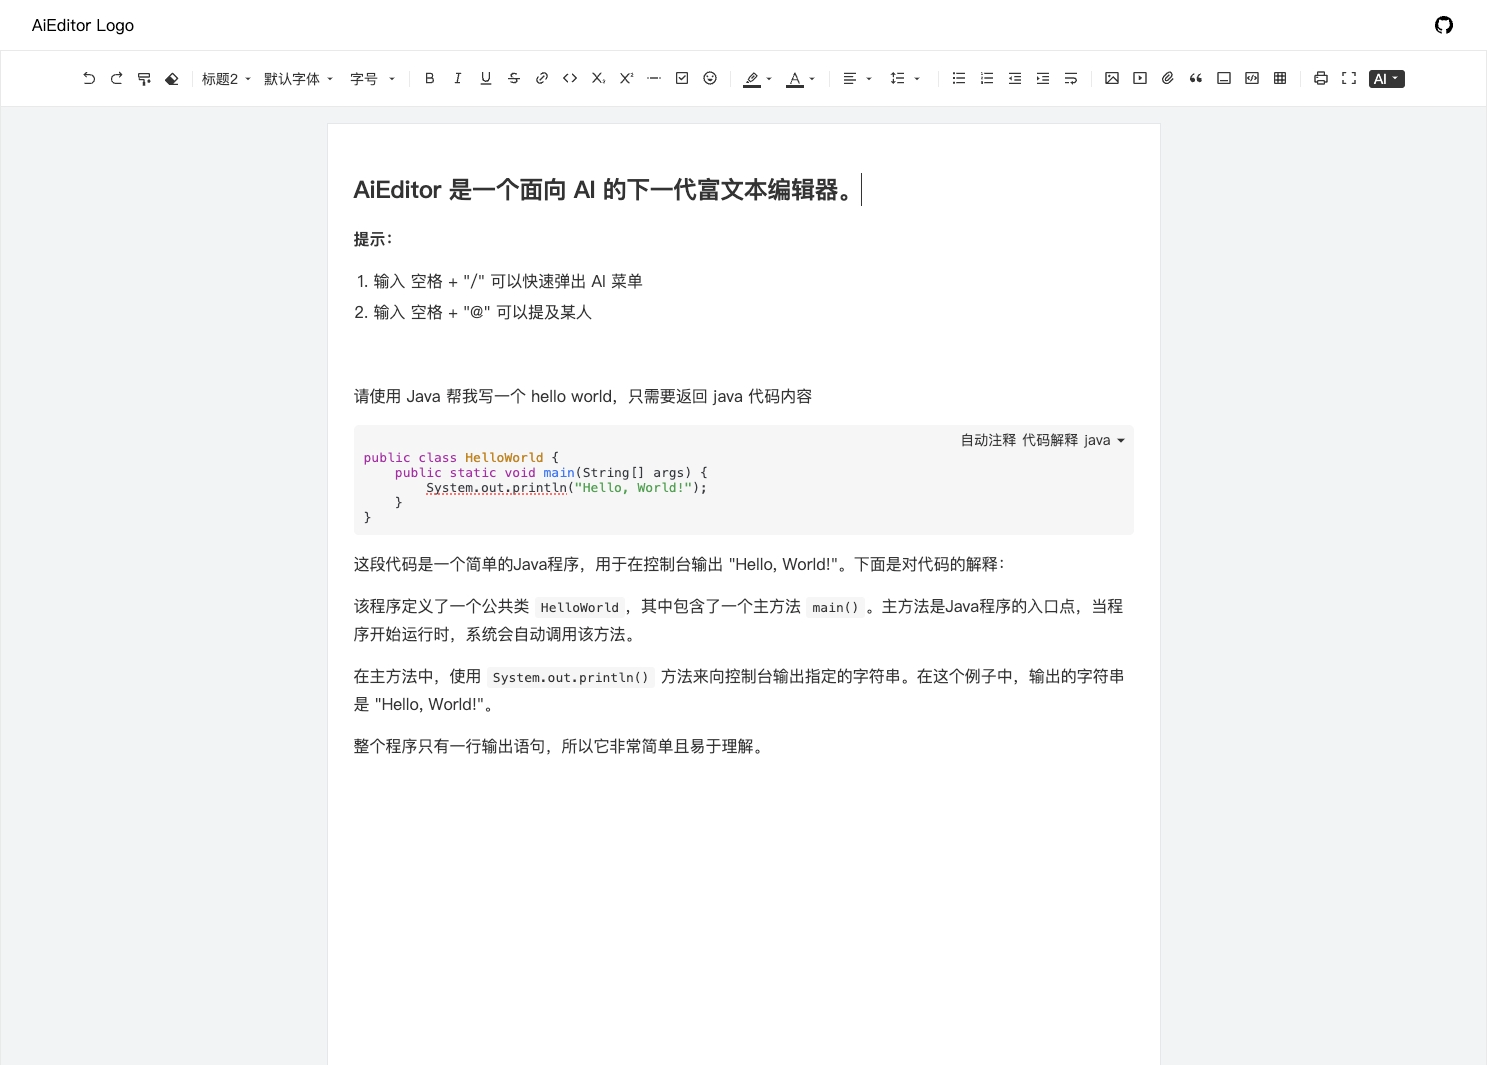 AiEditor Logo
标题2 默认字体 字号 AI
AiEditor 是一个面向 AI 的下一代富文本编辑器。
提示：
1. 输入 空格 + "/" 可以快速弹出 AI 菜单
2. 输入 空格 + "@" 可以提及某人
请使用 Java 帮我写一个 hello world，只需要返回 java 代码内容
自动注释 代码解释 java
public class HelloWorld {
    public static void main(String[] args) {
        System.out.println("Hello, World!");
    }
}
这段代码是一个简单的Java程序，用于在控制台输出 "Hello, World!"。下面是对代码的解释：
该程序定义了一个公共类 HelloWorld，其中包含了一个主方法 main()。主方法是Java程序的入口点，当程
序开始运行时，系统会自动调用该方法。
在主方法中，使用 System.out.println() 方法来向控制台输出指定的字符串。在这个例子中，输出的字符串
是 "Hello, World!"。
整个程序只有一行输出语句，所以它非常简单且易于理解。